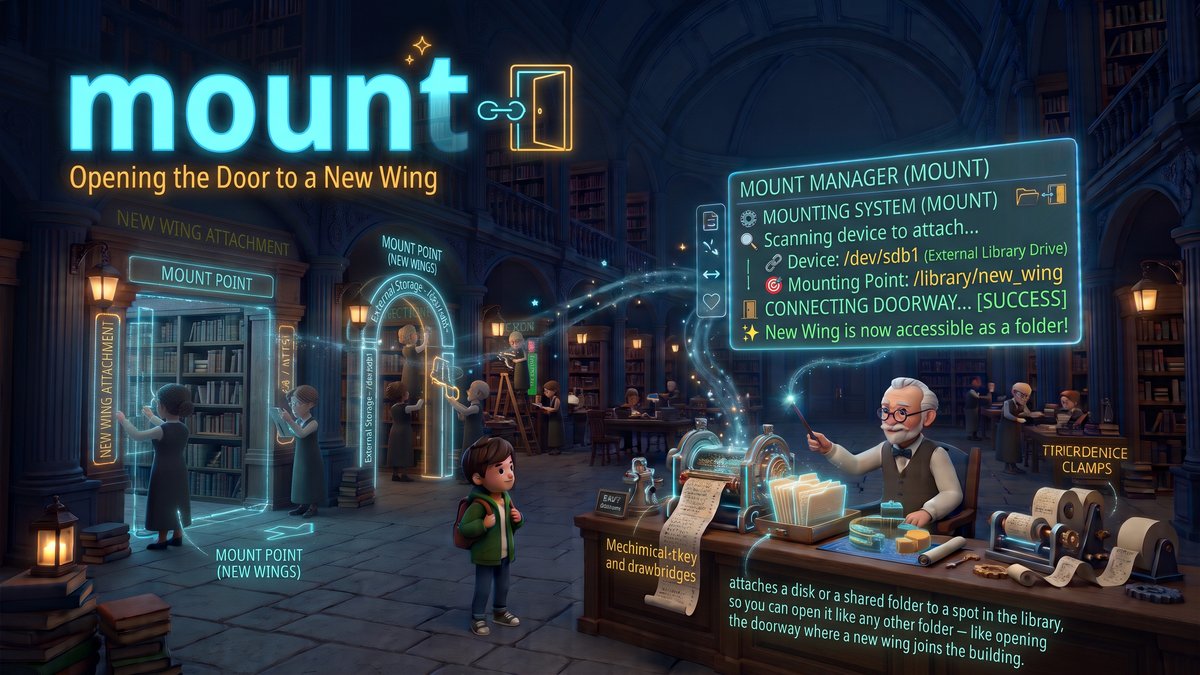 mount
Opening the Door to a New Wing
NEW WING ATTACHMENT
MOUNT POINT
NEW WING ATTACHMENT
MOUNT POINT
(NEW WINGS)
External Storage - /dev/sdb1
MOUNT POINT
(NEW WINGS)
MOUNT MANAGER (MOUNT)
MOUNTING SYSTEM (MOUNT)
Scanning device to attach...
Device: /dev/sdb1 (External Library Drive)
Mounting Point: /library/new_wing
CONNECTING DOORWAY... [SUCCESS]
New Wing is now accessible as a folder!
TTRICRDENICE
CLAMPS
Mechimical-tkey
and drawbridges
attaches a disk or a shared folder to a spot in the library,
so you can open it like any other folder — like opening
the doorway where a new wing joins the building.